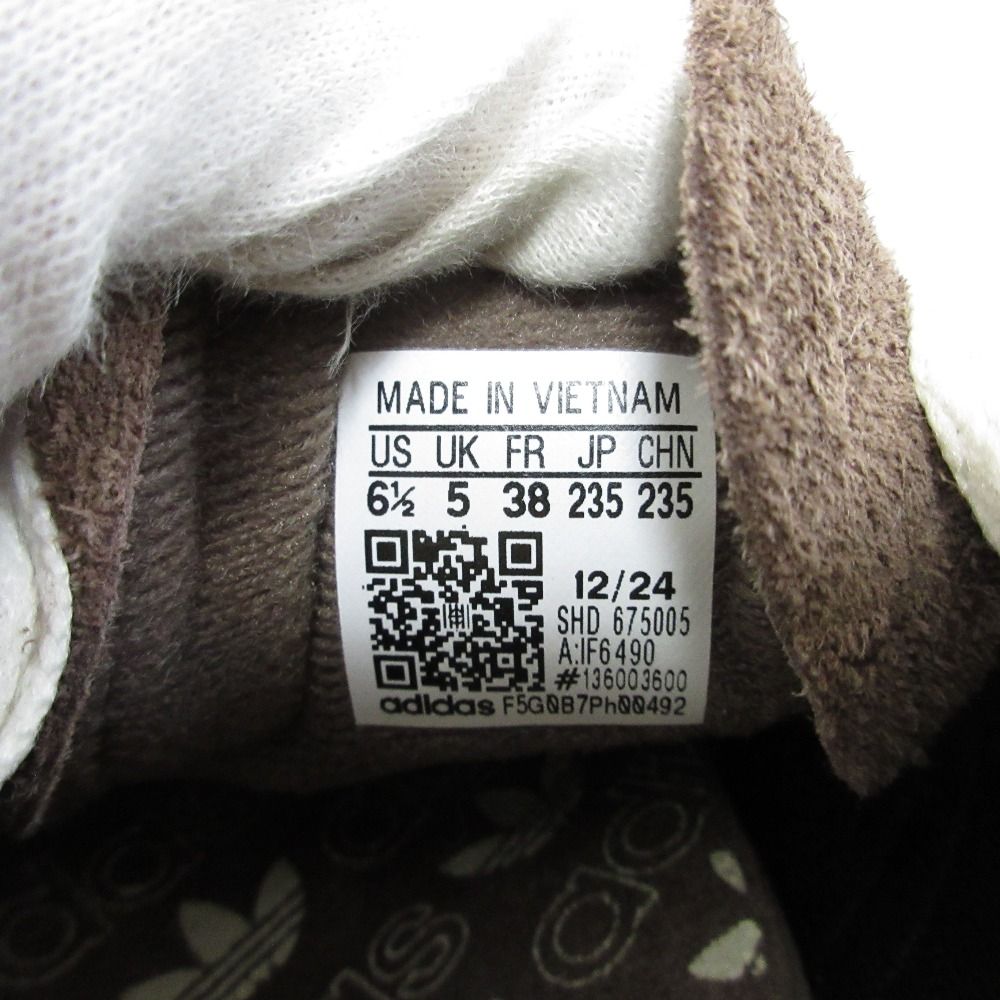 MADE IN VIETNAM
US UK FR JP CHN
6½ 5 38 235 235
12/24
SHD 675005
A:IF6490
#136003600
adidas F5G0B7Ph00492